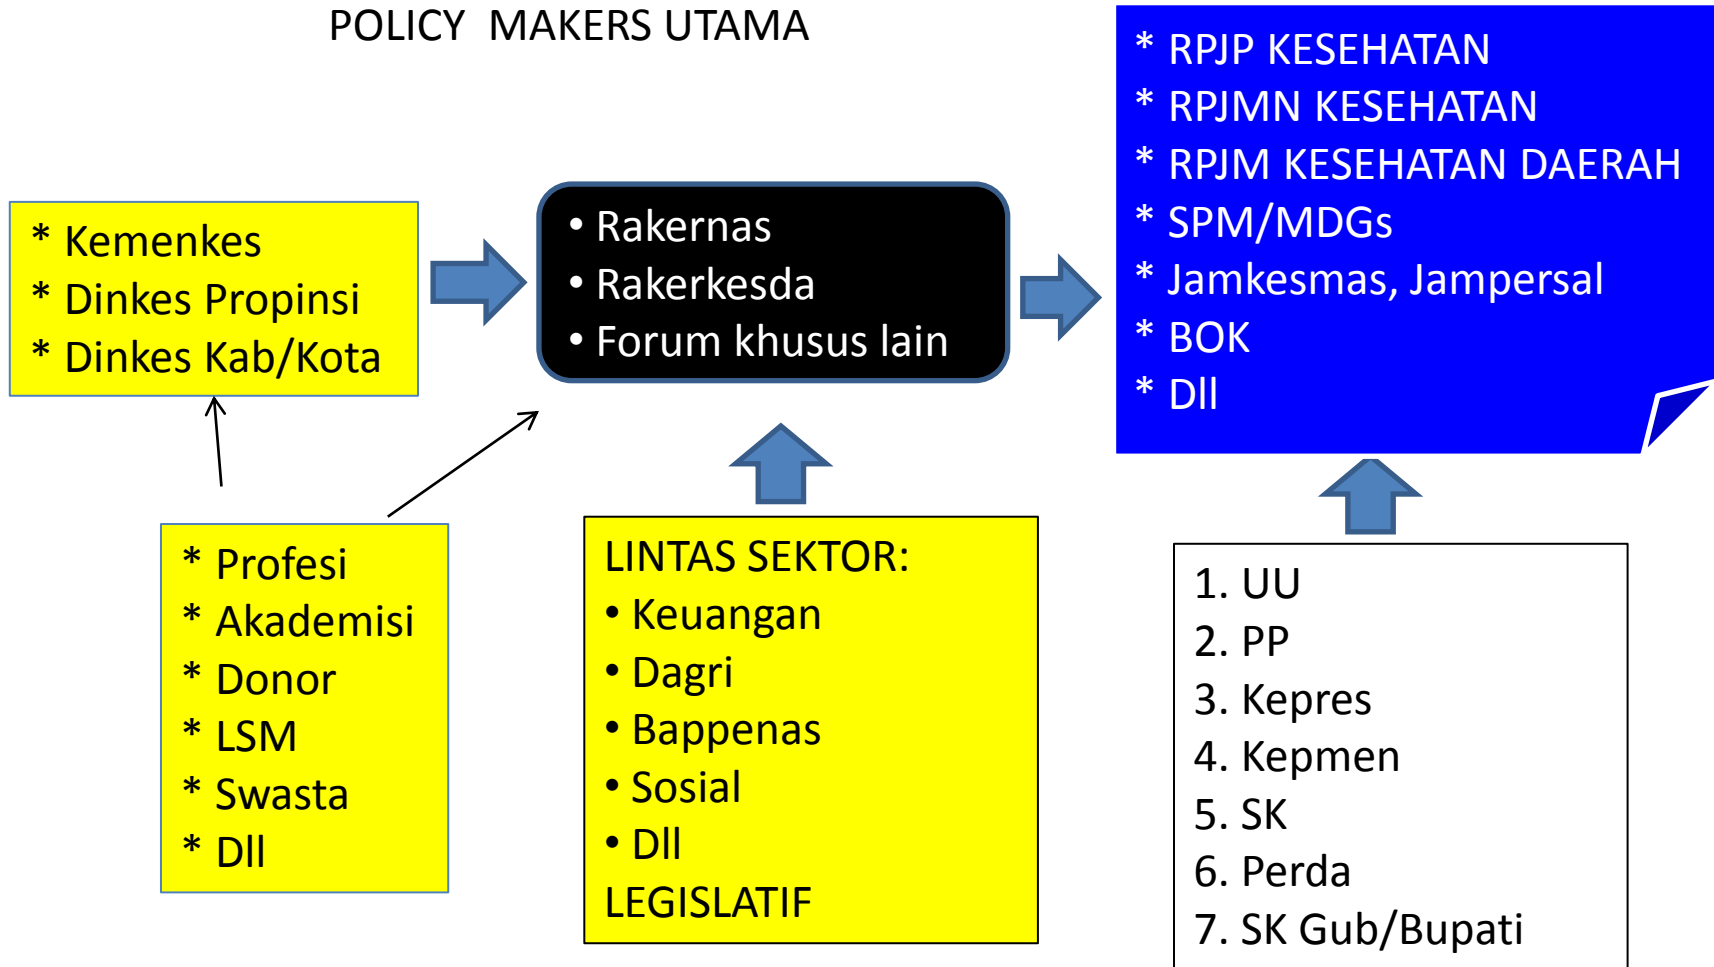 POLICY MAKERS UTAMA
* Kemenkes
* Dinkes Propinsi
* Dinkes Kab/Kota
• Rakernas
• Rakerkesda
• Forum khusus lain
* RPJP KESEHATAN
* RPJMN KESEHATAN
* RPJM KESEHATAN DAERAH
* SPM/MDGs
* Jamkesmas, Jampersal
* BOK
* Dll
* Profesi
* Akademisi
* Donor
* LSM
* Swasta
* Dll
LINTAS SEKTOR:
• Keuangan
• Dagri
• Bappenas
• Sosial
• Dll
LEGISLATIF
1. UU
2. PP
3. Kepres
4. Kepmen
5. SK
6. Perda
7. SK Gub/Bupati